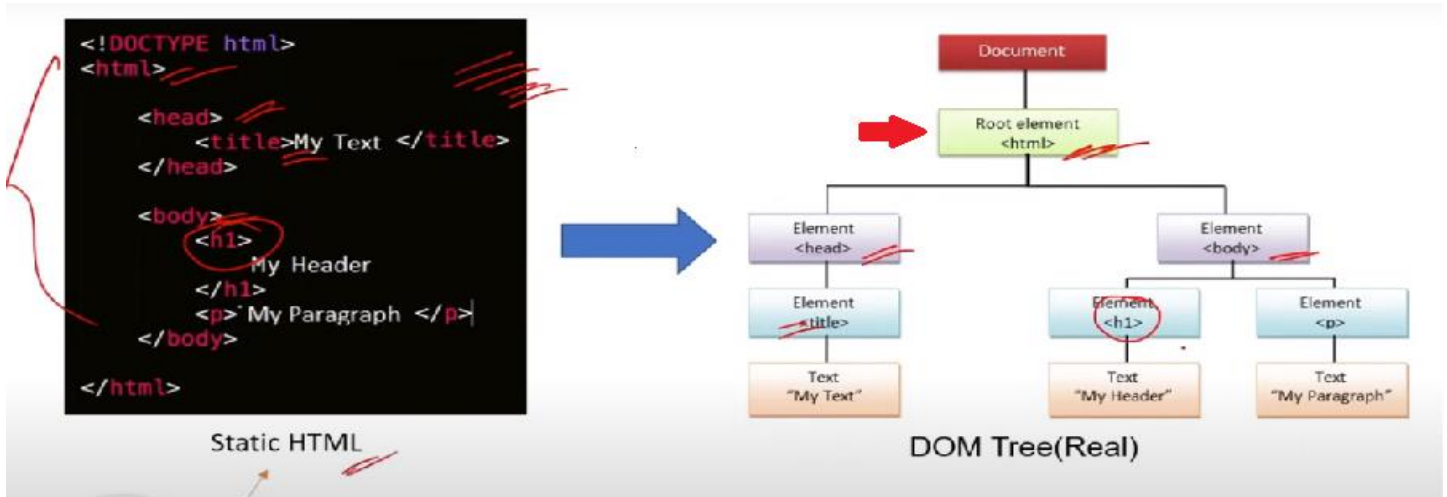 <!DOCTYPE html>
<html>
<head>
<title>My Text </title>
</head>
<body>
<h1>
My Header
</h1>
<p> My Paragraph </p>
</body>
</html>
Static HTML
Document
Root element
<html>
Element
<head>
Element
<body>
Element
<title>
Element
<h1>
Element
<p>
Text
"My Text"
Text
"My Header"
Text
"My Paragraph"
DOM Tree(Real)